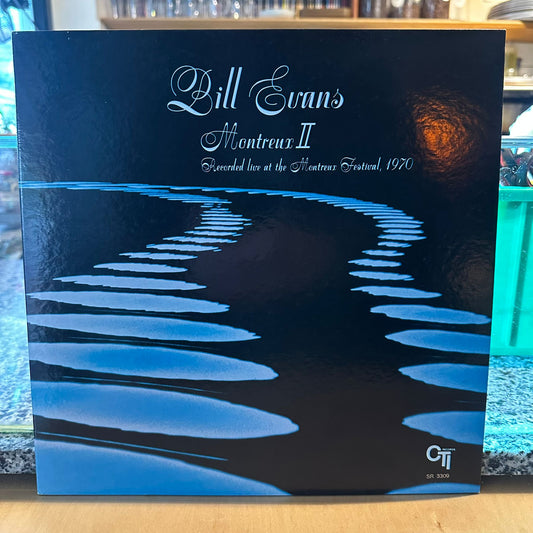 Bill Evans
Montreux II
Recorded live at the Montreux Festival, 1970
CTI
SR 3309